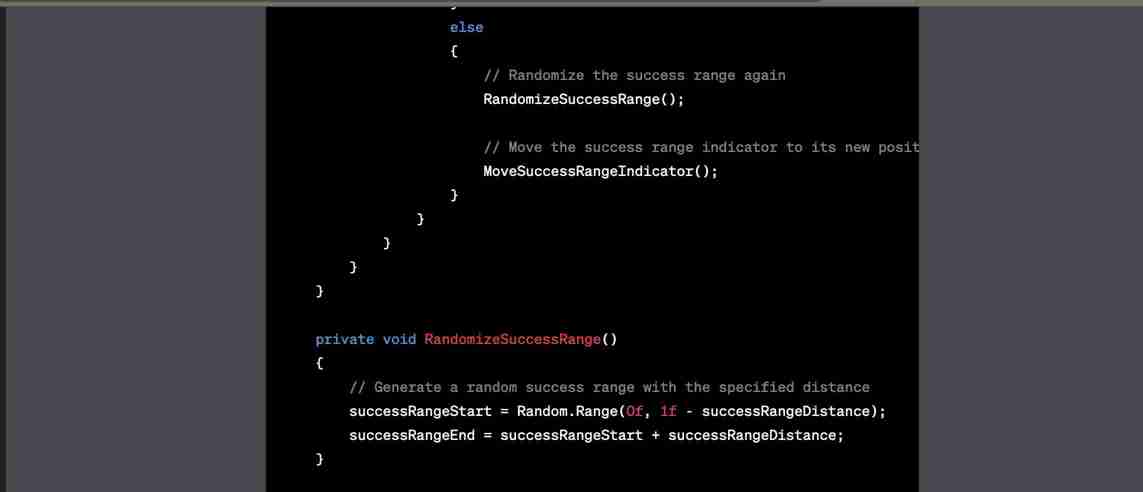 else
{
// Randomize the success range again
RandomizeSuccessRange();
// Move the success range indicator to its new posit
MoveSuccessRangeIndicator();
}
}
}
}
}
private void RandomizeSuccessRange()
{
// Generate a random success range with the specified distance
successRangeStart = Random.Range(0f, 1f - successRangeDistance);
successRangeEnd = successRangeStart + successRangeDistance;
}